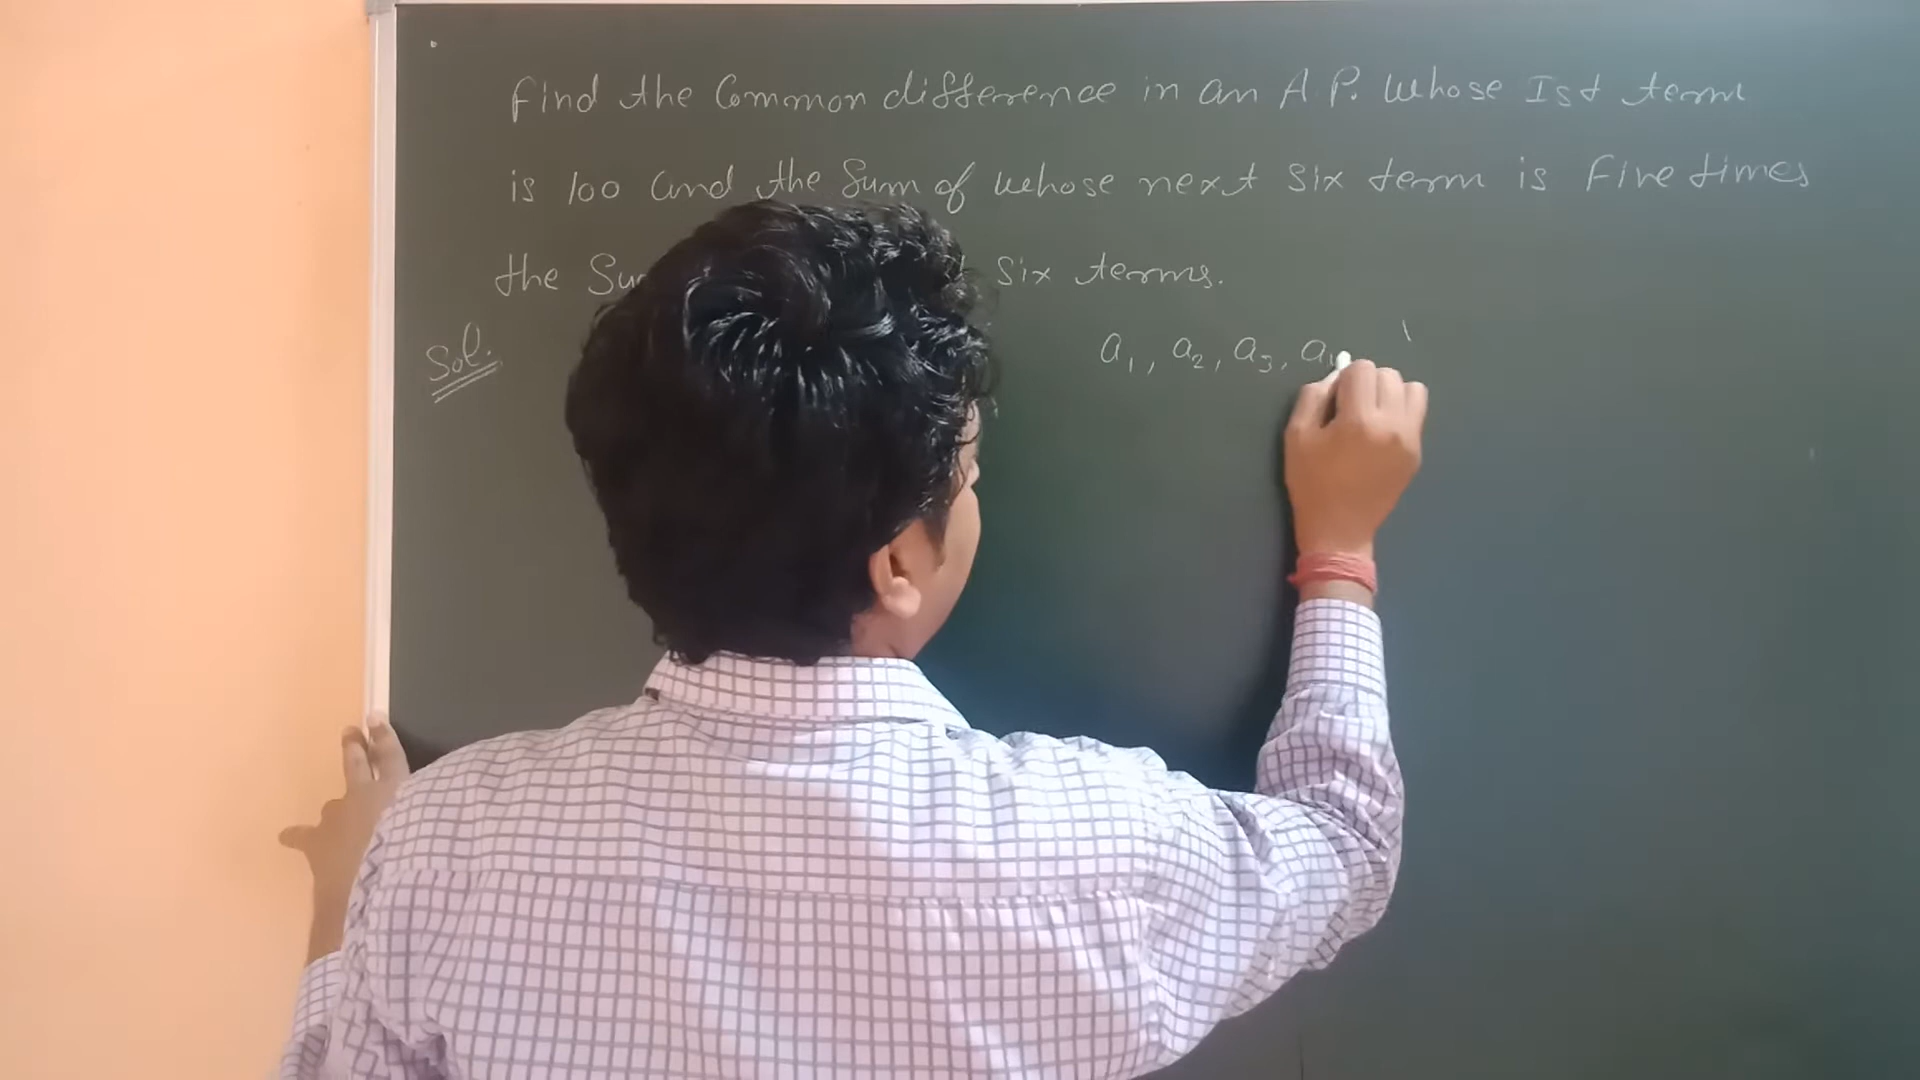 Find the Common difference in an A P. whose Ist term
is 100 and the Sum of whose next six term is Five times
the six terms.
Sol.
a1, a2, a3,